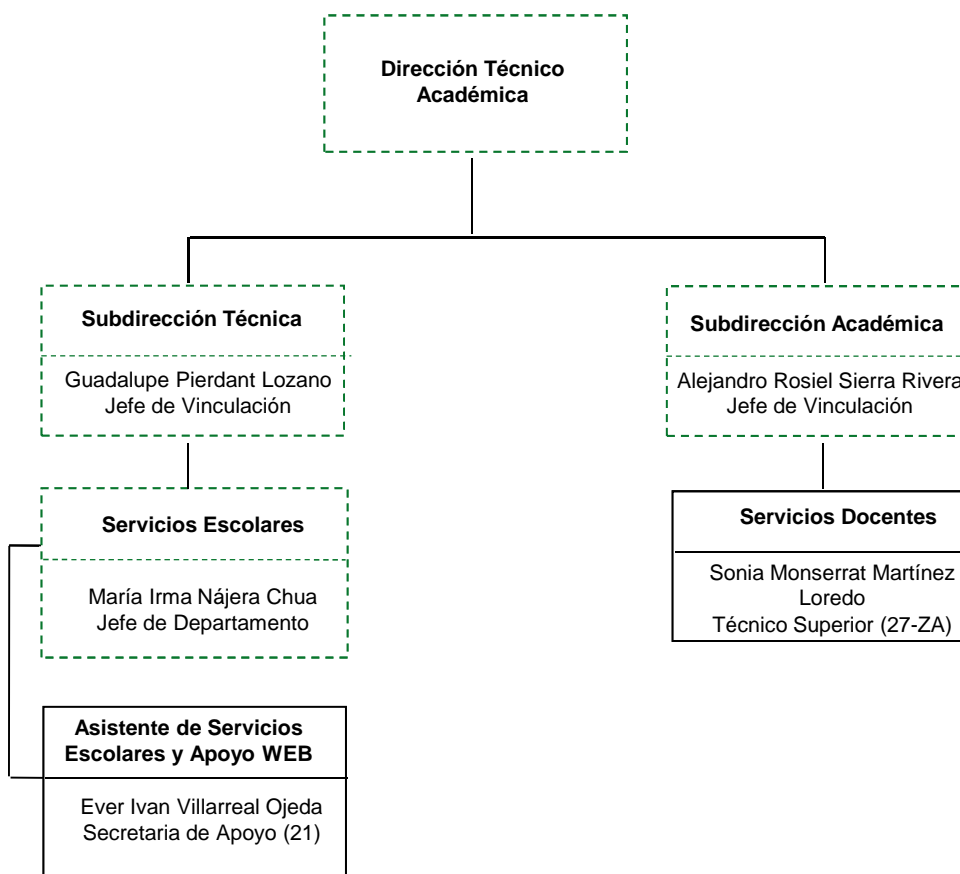 Dirección Técnico
Académica
Subdirección Técnica
Guadalupe Pierdant Lozano
Jefe de Vinculación
Subdirección Académica
Alejandro Rosiel Sierra Rivera
Jefe de Vinculación
Servicios Escolares
María Irma Nájera Chua
Jefe de Departamento
Servicios Docentes
Sonia Monserrat Martínez
Loredo
Técnico Superior (27-ZA)
Asistente de Servicios
Escolares y Apoyo WEB
Ever Ivan Villarreal Ojeda
Secretaria de Apoyo (21)